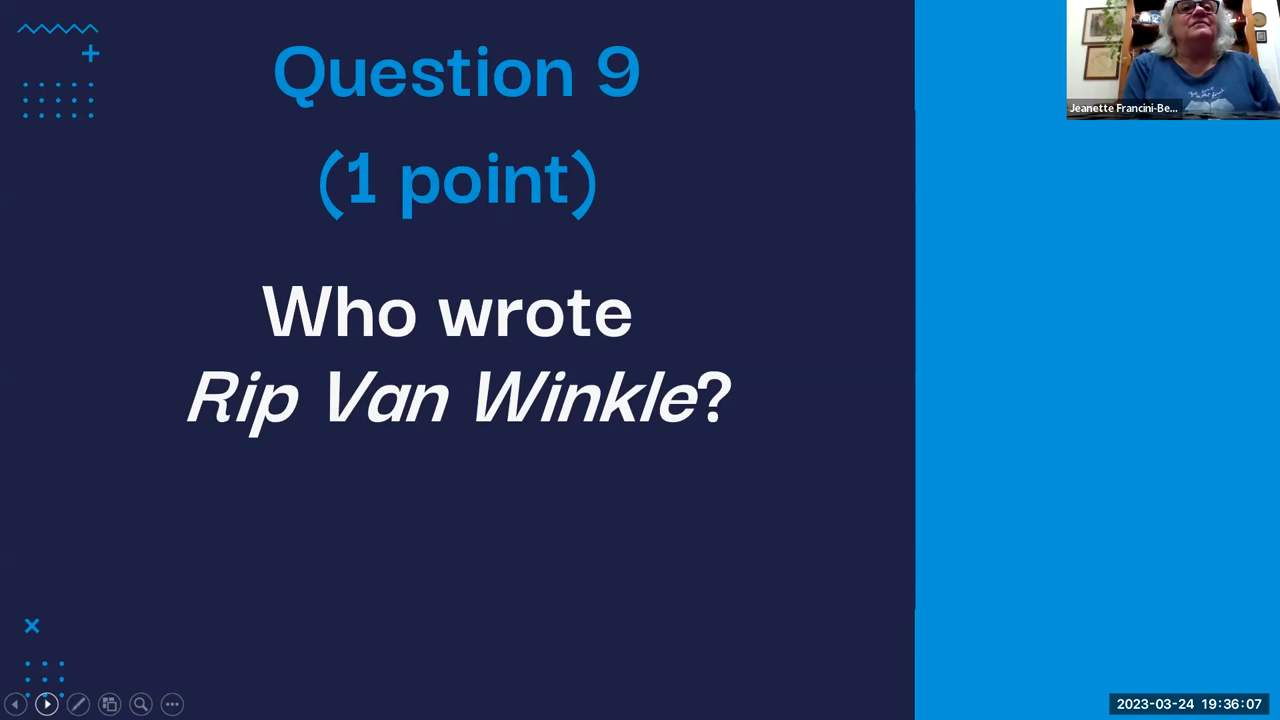 Question 9
(1 point)
Who wrote
Rip Van Winkle?
Jeanette Francini-Be...
2023-03-24 19:36:07